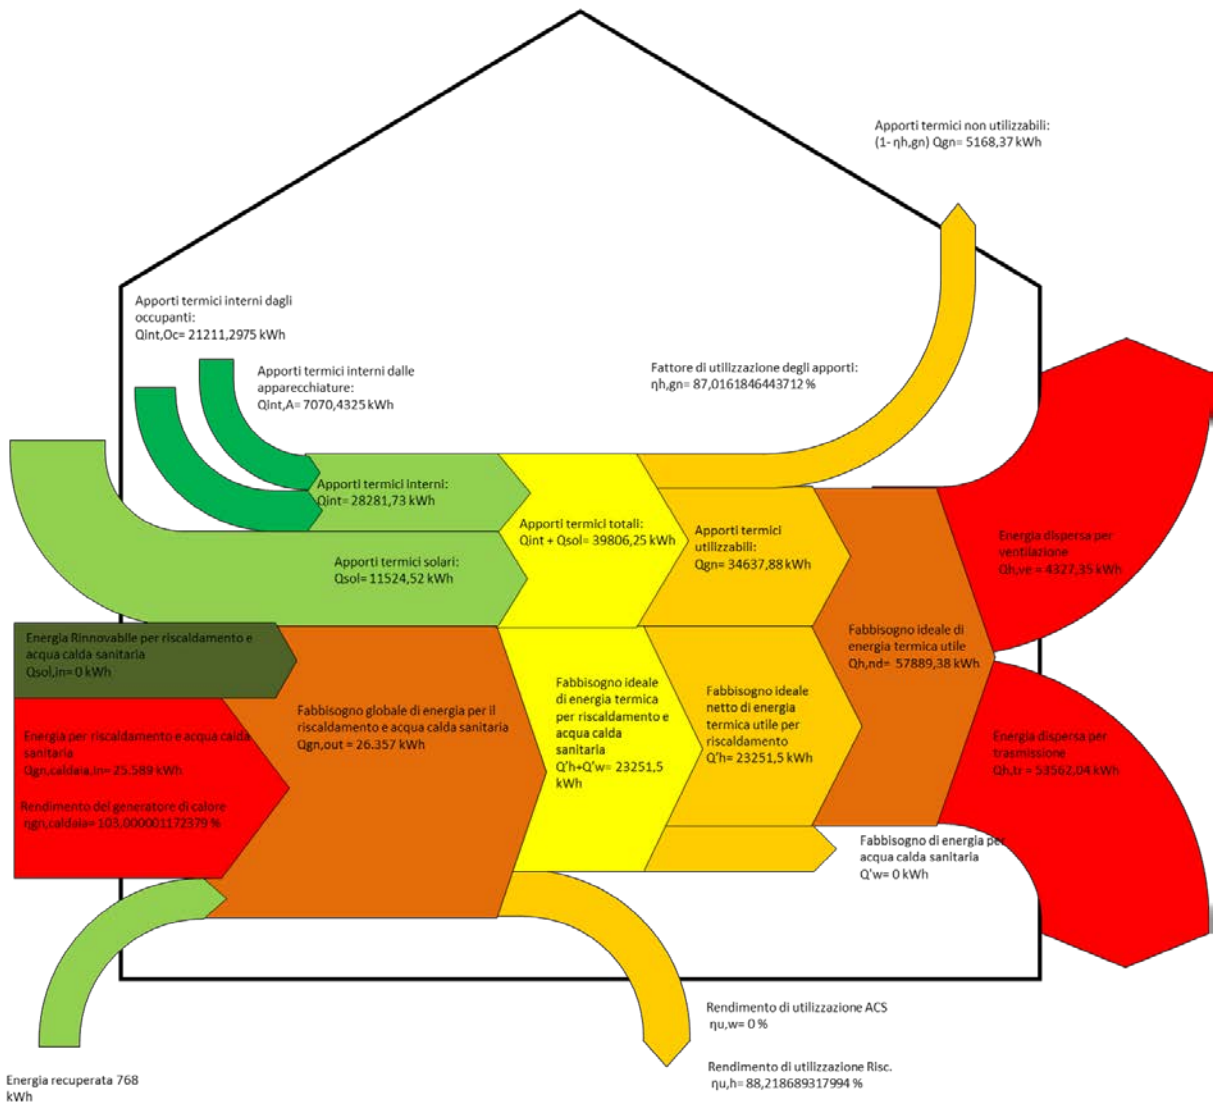 Apporti termici non utilizzabili:
(1- ηh,gn) Qgn= 5168,37 kWh
Apporti termici interni dagli
occupanti:
Qint,Oc= 21211,2975 kWh
Apporti termici interni dalle
apparecchiature:
Qint,A= 7070,4325 kWh
Fattore di utilizzazione degli apporti:
ηh,gn= 87,0161846443712 %
Apporti termici interni:
Qint= 28281,73 kWh
Apporti termici totali:
Qint + Qsol= 39806,25 kWh
Apporti termici
utilizzabili:
Qgn= 34637,88 kWh
Energia dispersa per
ventilazione
Qh,ve = 4327,35 kWh
Apporti termici solari:
Qsol= 11524,52 kWh
Energia Rinnovabile per riscaldamento e
acqua calda sanitaria
Qsol,in= 0 kWh
Fabbisogno ideale di
energia termica utile
Qh,nd=  57889,38 kWh
Fabbisogno globale di energia per il
riscaldamento e acqua calda sanitaria
Qgn,out = 26.357 kWh
Fabbisogno ideale
di energia termica
per riscaldamento e
acqua calda
sanitaria
Q'h+Q'w= 23251,5
kWh
Fabbisogno ideale
netto di energia
termica utile per
riscaldamento
Q'h= 23251,5 kWh
Energia per riscaldamento e acqua calda
sanitaria
Qgn,caldaia,in= 25.589 kWh
Rendimento del generatore di calore
ηgn,caldaia= 103,000001172379 %
Energia dispersa per
trasmissione
Qh,tr = 53562,04 kWh
Fabbisogno di energia per
acqua calda sanitaria
Q'w= 0 kWh
Rendimento di utilizzazione ACS
ηu,w= 0 %
Rendimento di utilizzazione Risc.
ηu,h= 88,218689317994 %
Energia recuperata 768
kWh